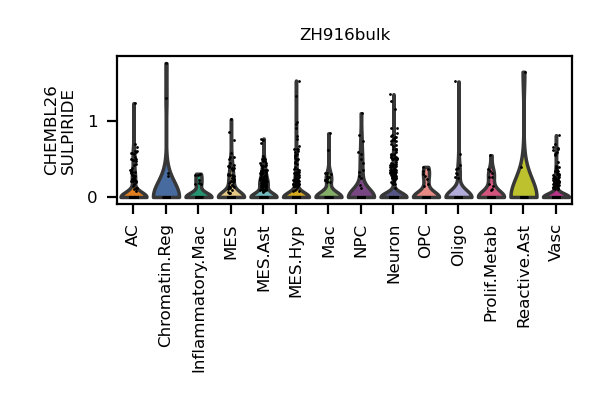 ZH916bulk
CHEMBL26
SULPIRIDE
1
0
AC
Chromatin.Reg
Inflammatory.Mac
MES
MES.Ast
MES.Hyp
Mac
NPC
Neuron
OPC
Oligo
Prolif.Metab
Reactive.Ast
Vasc